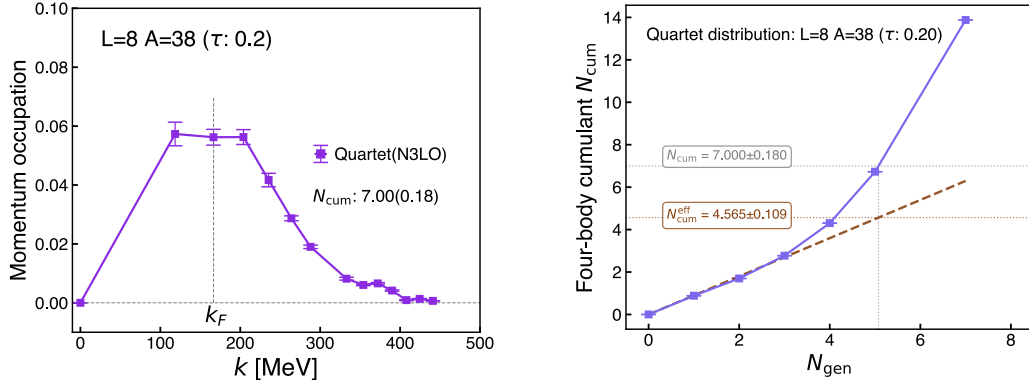 0.10
0.08
0.06
0.04
0.02
0.00
Momentum occupation
L=8 A=38 (τ: 0.2)
Quartet(N3LO)
N_cum: 7.00(0.18)
k_F
0 100 200 300 400 500
k [MeV]
14
12
10
8
6
4
2
0
Four-body cumulant N_cum
Quartet distribution: L=8 A=38 (τ: 0.20)
N_cum = 7.000±0.180
N_cum^eff = 4.565±0.109
0 2 4 6 8
N_gen